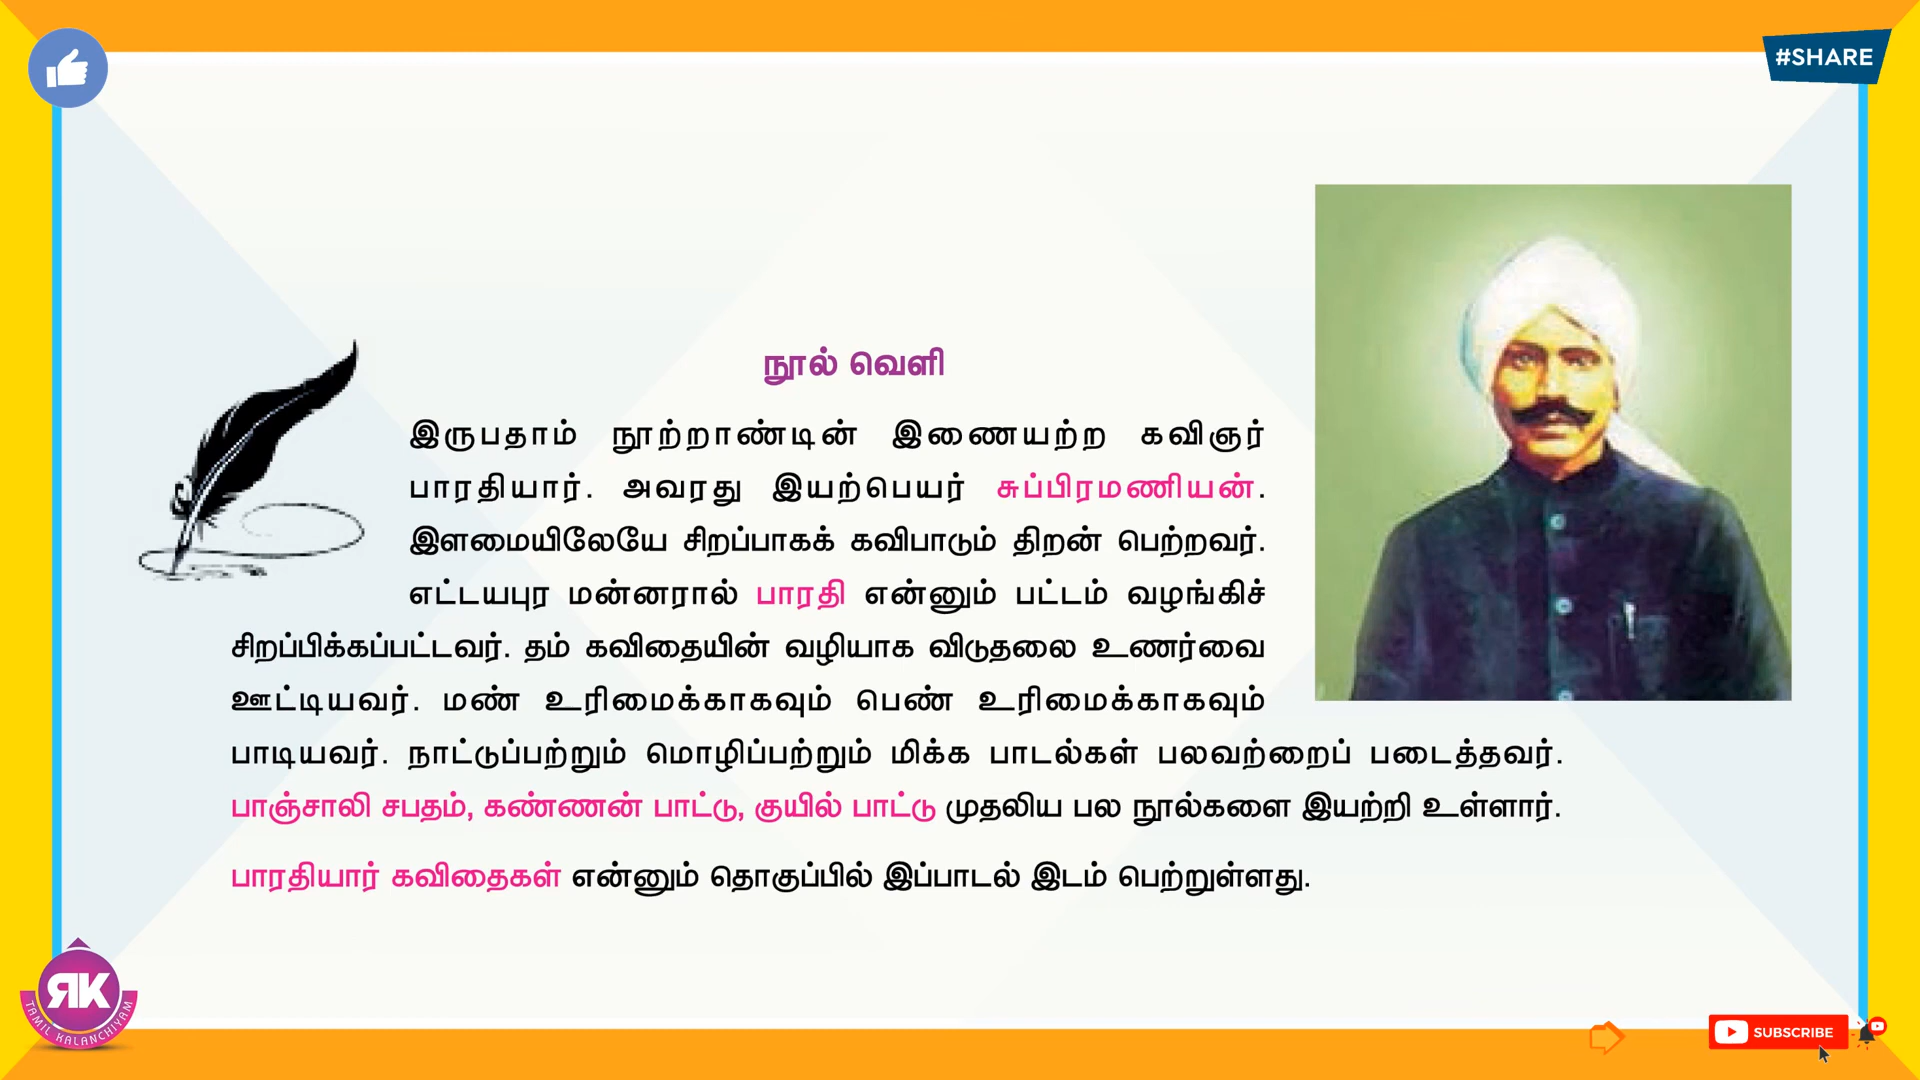 #SHARE
நூல் வெளி
இருபதாம் நூற்றாண்டின் இணையற்ற கவிஞர்
பாரதியார். அவரது இயற்பெயர் சுப்பிரமணியன்.
இளமையிலேயே சிறப்பாகக் கவிபாடும் திறன் பெற்றவர்.
எட்டயபுர மன்னரால் பாரதி என்னும் பட்டம் வழங்கிச்
சிறப்பிக்கப்பட்டவர். தம் கவிதையின் வழியாக விடுதலை உணர்வை
ஊட்டியவர். மண் உரிமைக்காகவும் பெண் உரிமைக்காகவும்
பாடியவர். நாட்டுப்பற்றும் மொழிப்பற்றும் மிக்க பாடல்கள் பலவற்றைப் படைத்தவர்.
பாஞ்சாலி சபதம், கண்ணன் பாட்டு, குயில் பாட்டு முதலிய பல நூல்களை இயற்றி உள்ளார்.
பாரதியார் கவிதைகள் என்னும் தொகுப்பில் இப்பாடல் இடம் பெற்றுள்ளது.
RK
TAMIL KALANCHIYAM
SUBSCRIBE